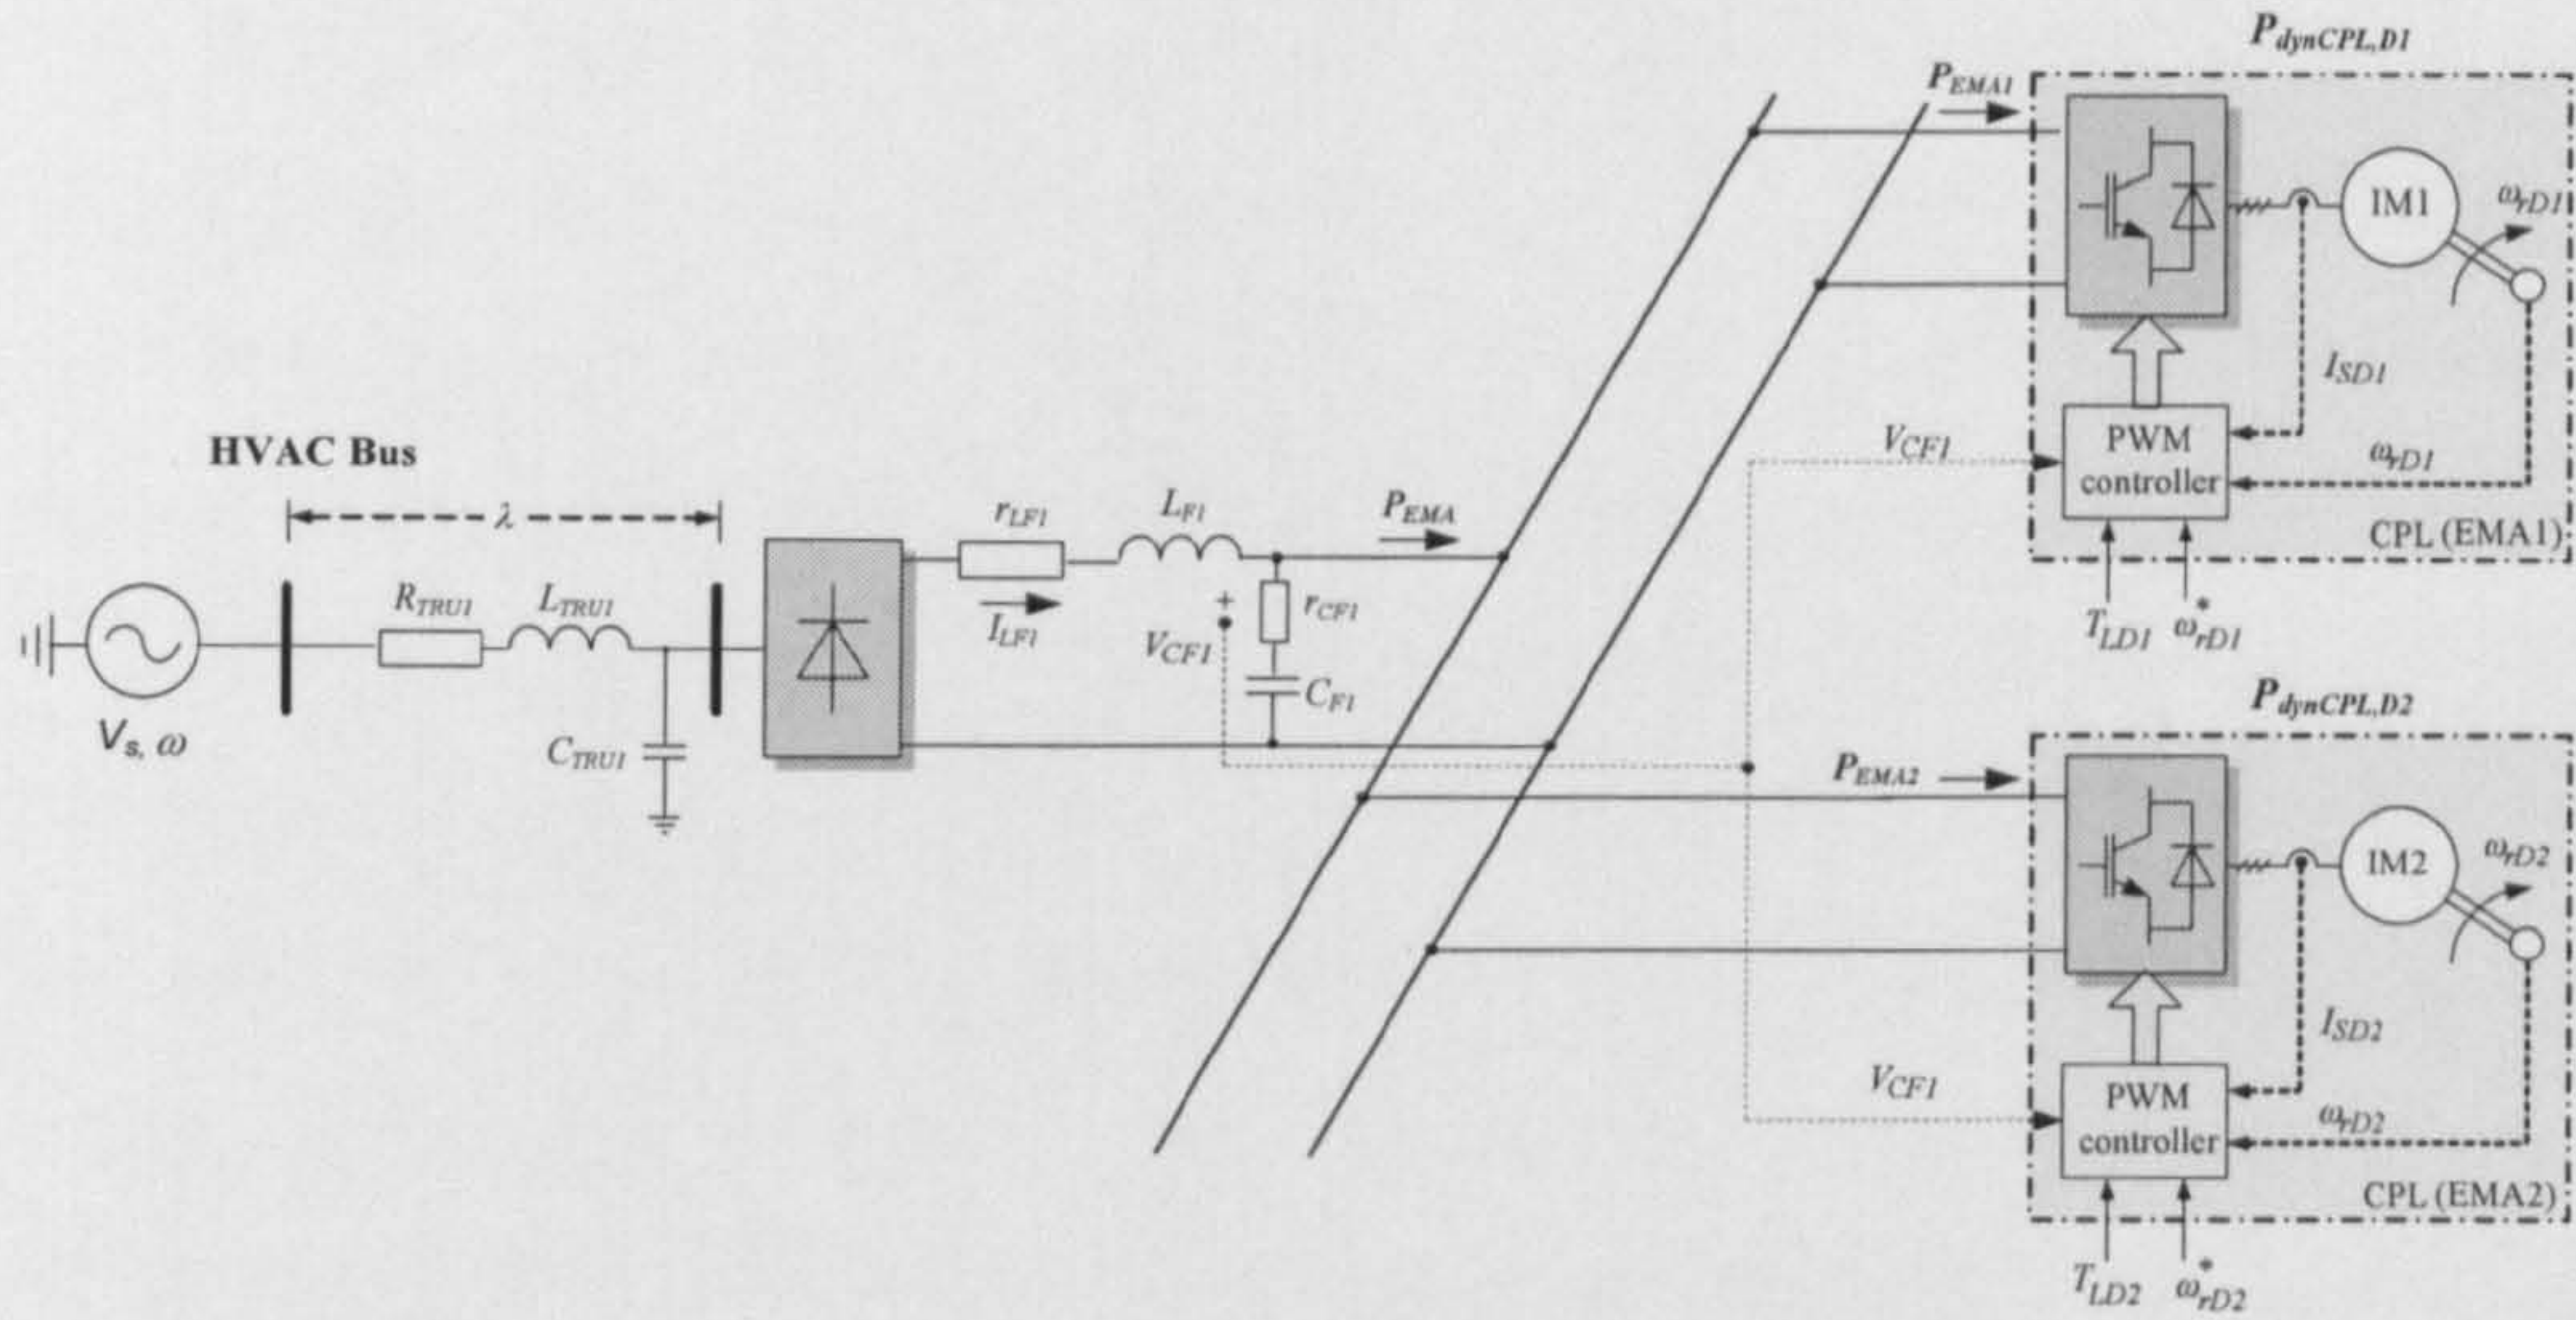 P_dynCPL,D1
P_EMA1
IM1
ω_rD1
I_SD1
HVAC Bus
V_CF1
PWM
controller
ω_rD1
λ
r_LF1
L_F1
P_EMA
CPL (EMA1)
R_TRU1
L_TRU1
I_LF1
+
r_CF1
V_CF1
T_LD1
ω*_rD1
C_F1
V_s, ω
C_TRU1
P_dynCPL,D2
P_EMA2
IM2
ω_rD2
I_SD2
V_CF1
PWM
controller
ω_rD2
CPL (EMA2)
T_LD2
ω*_rD2